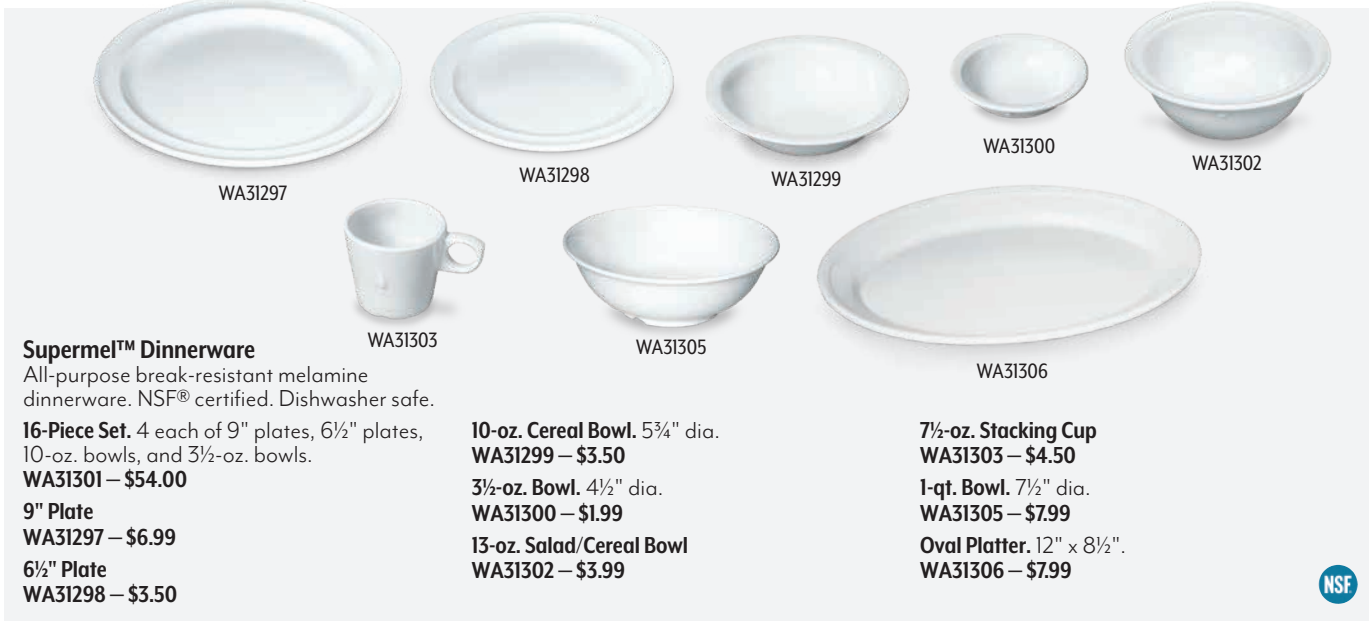 WA31297
WA31298
WA31299
WA31300
WA31302
WA31303
WA31305
WA31306
Supermel™ Dinnerware
All-purpose break-resistant melamine
dinnerware. NSF® certified. Dishwasher safe.
16-Piece Set. 4 each of 9" plates, 6½" plates,
10-oz. bowls, and 3½-oz. bowls.
WA31301 – $54.00
9" Plate
WA31297 – $6.99
6½" Plate
WA31298 – $3.50
10-oz. Cereal Bowl. 5¾" dia.
WA31299 – $3.50
3½-oz. Bowl. 4½" dia.
WA31300 – $1.99
13-oz. Salad/Cereal Bowl
WA31302 – $3.99
7½-oz. Stacking Cup
WA31303 – $4.50
1-qt. Bowl. 7½" dia.
WA31305 – $7.99
Oval Platter. 12" x 8½".
WA31306 – $7.99
NSF